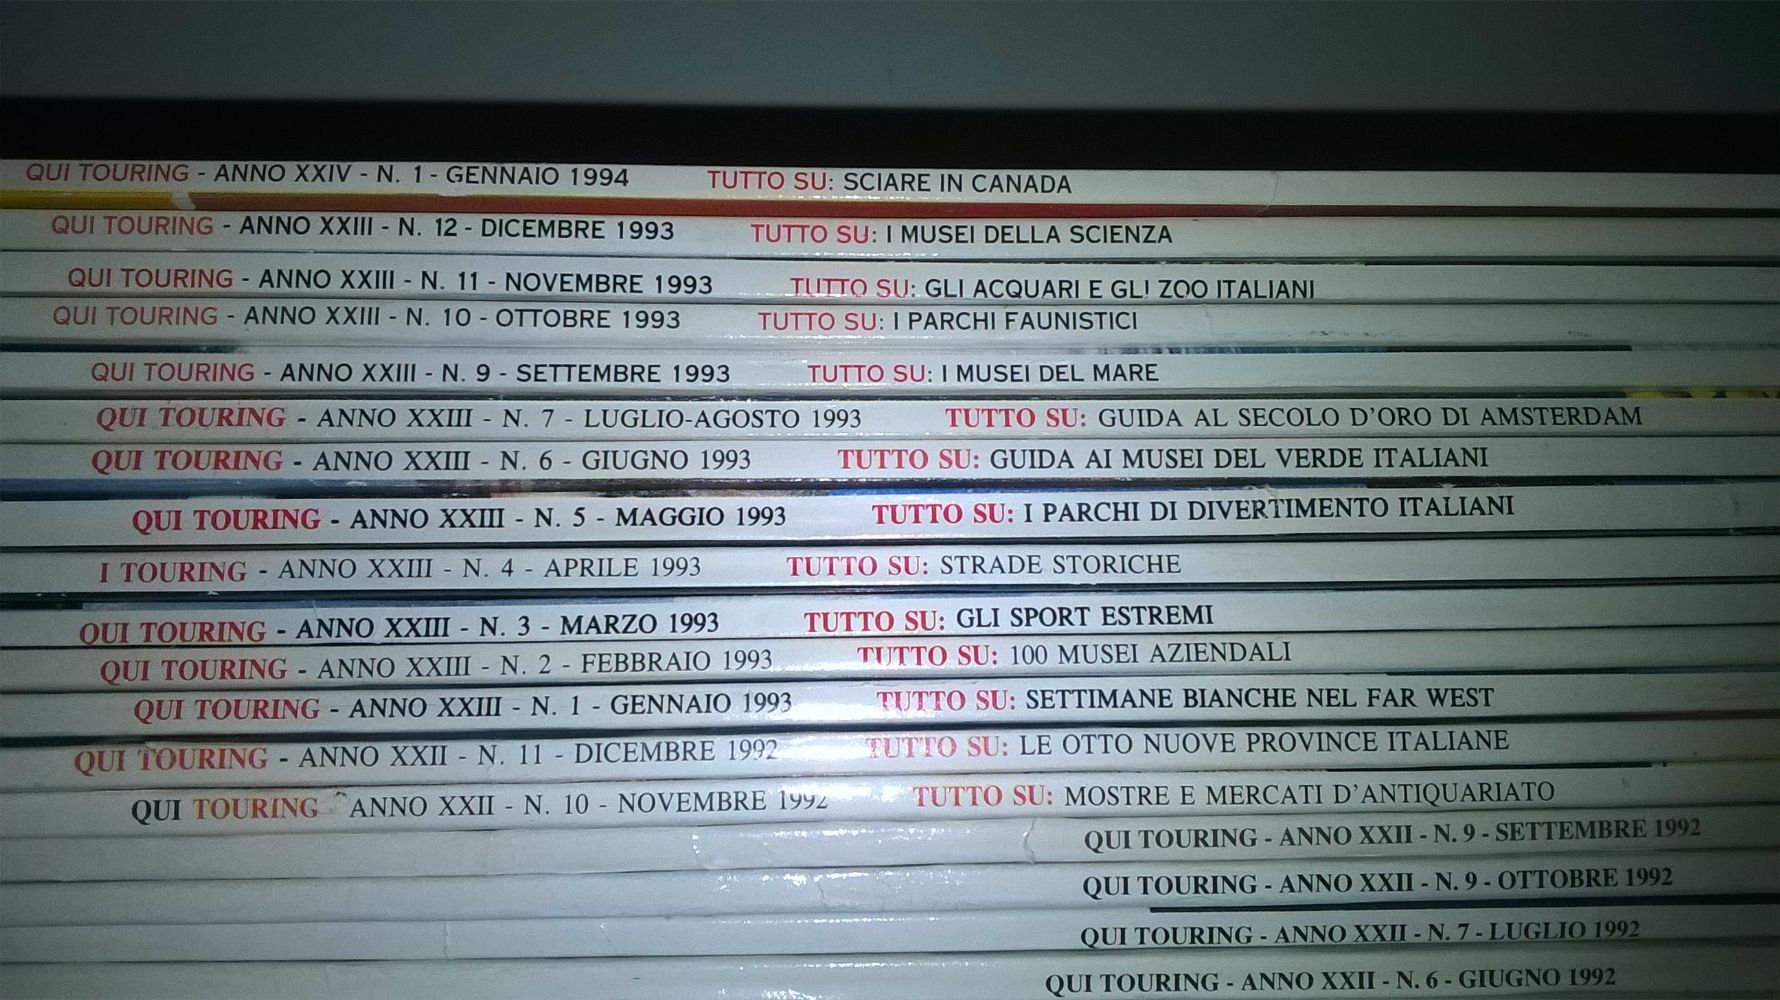 QUI TOURING - ANNO XXIV - N. 1 - GENNAIO 1994 TUTTO SU: SCIARE IN CANADA
QUI TOURING - ANNO XXIII - N. 12 - DICEMBRE 1993 TUTTO SU: I MUSEI DELLA SCIENZA
QUI TOURING - ANNO XXIII - N. 11 - NOVEMBRE 1993 TUTTO SU: GLI ACQUARI E GLI ZOO ITALIANI
QUI TOURING - ANNO XXIII - N. 10 - OTTOBRE 1993 TUTTO SU: I PARCHI FAUNISTICI
QUI TOURING - ANNO XXIII - N. 9 - SETTEMBRE 1993 TUTTO SU: I MUSEI DEL MARE
QUI TOURING - ANNO XXIII - N. 7 - LUGLIO-AGOSTO 1993 TUTTO SU: GUIDA AL SECOLO D'ORO DI AMSTERDAM
QUI TOURING - ANNO XXIII - N. 6 - GIUGNO 1993 TUTTO SU: GUIDA AI MUSEI DEL VERDE ITALIANI
QUI TOURING - ANNO XXIII - N. 5 - MAGGIO 1993 TUTTO SU: I PARCHI DI DIVERTIMENTO ITALIANI
I TOURING - ANNO XXIII - N. 4 - APRILE 1993 TUTTO SU: STRADE STORICHE
QUI TOURING - ANNO XXIII - N. 3 - MARZO 1993 TUTTO SU: GLI SPORT ESTREMI
QUI TOURING - ANNO XXIII - N. 2 - FEBBRAIO 1993 TUTTO SU: 100 MUSEI AZIENDALI
QUI TOURING - ANNO XXIII - N. 1 - GENNAIO 1993 TUTTO SU: SETTIMANE BIANCHE NEL FAR WEST
QUI TOURING - ANNO XXII - N. 11 - DICEMBRE 1992 TUTTO SU: LE OTTO NUOVE PROVINCE ITALIANE
QUI TOURING ANNO XXII - N. 10 - NOVEMBRE 1992 TUTTO SU: MOSTRE E MERCATI D'ANTIQUARIATO
QUI TOURING - ANNO XXII - N. 9 - SETTEMBRE 1992
QUI TOURING - ANNO XXII - N. 9 - OTTOBRE 1992
QUI TOURING - ANNO XXII - N. 7 - LUGLIO 1992
QUI TOURING - ANNO XXII - N. 6 - GIUGNO 1992